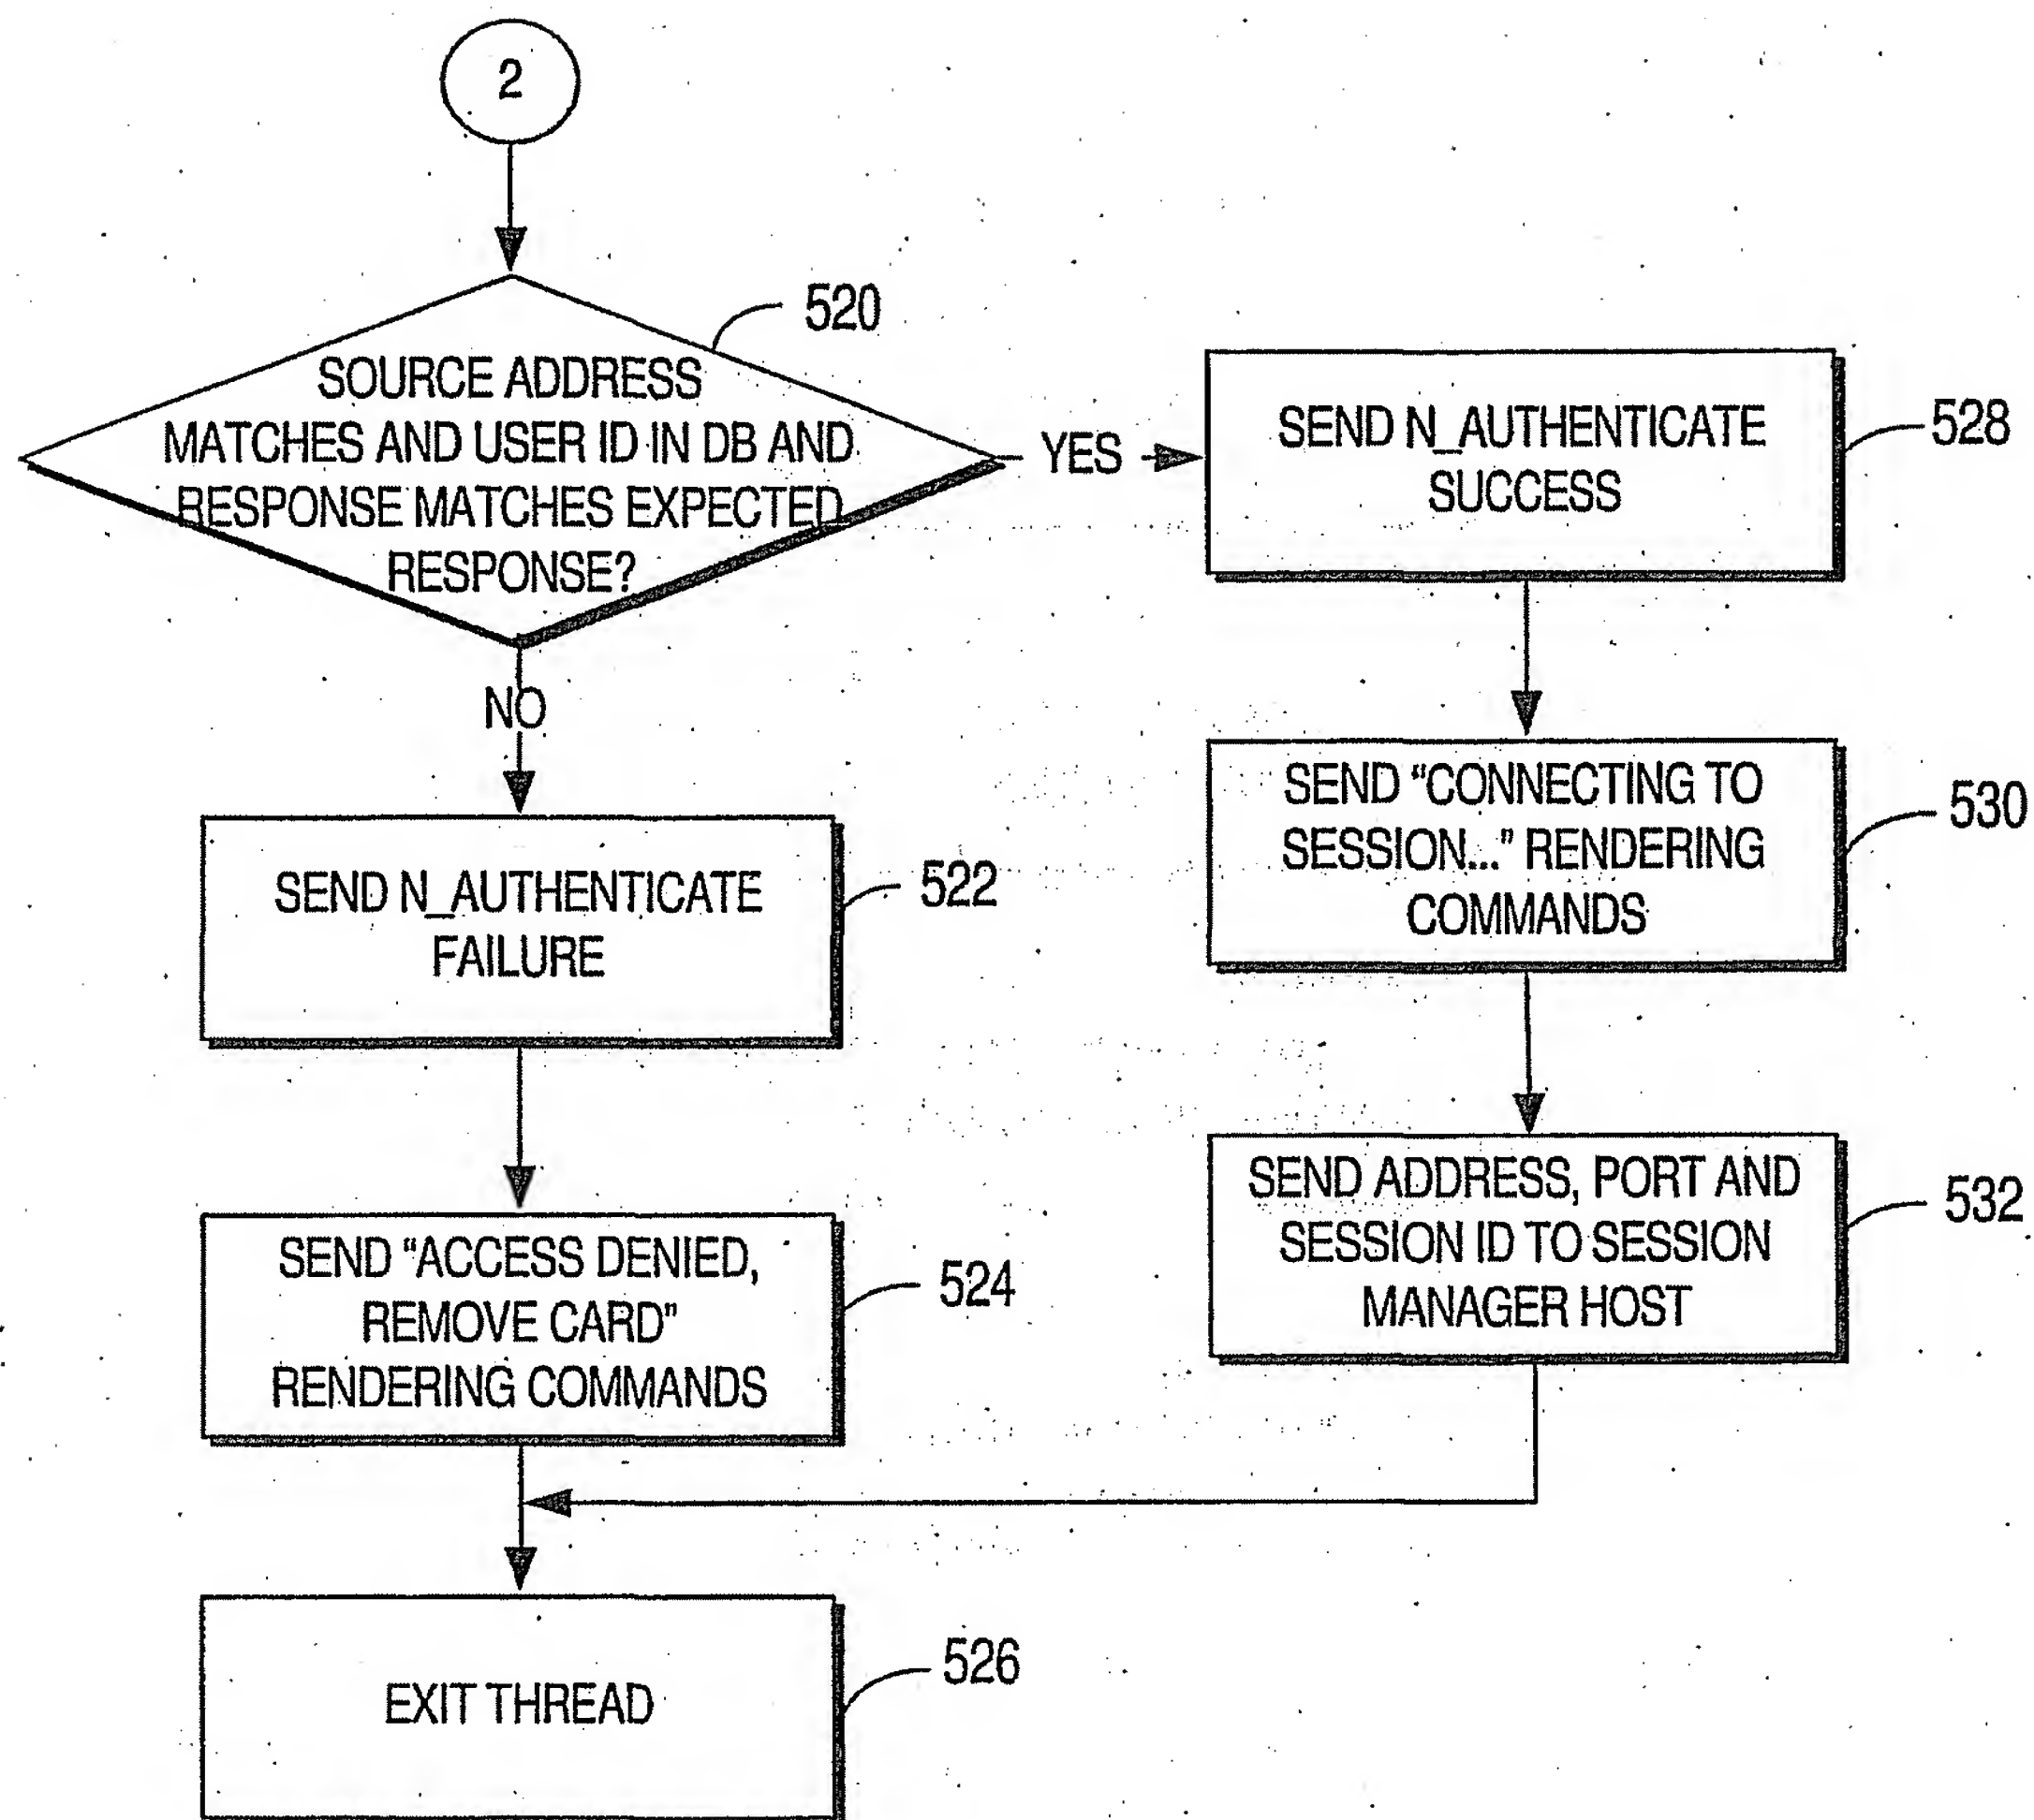 2
520
SOURCE ADDRESS
MATCHES AND USER ID IN DB AND
RESPONSE MATCHES EXPECTED
RESPONSE?
YES
NO
SEND N_AUTHENTICATE
SUCCESS
528
SEND "CONNECTING TO
SESSION..." RENDERING
COMMANDS
530
SEND N_AUTHENTICATE
FAILURE
522
SEND ADDRESS, PORT AND
SESSION ID TO SESSION
MANAGER HOST
532
SEND "ACCESS DENIED,
REMOVE CARD"
RENDERING COMMANDS
524
EXIT THREAD
526